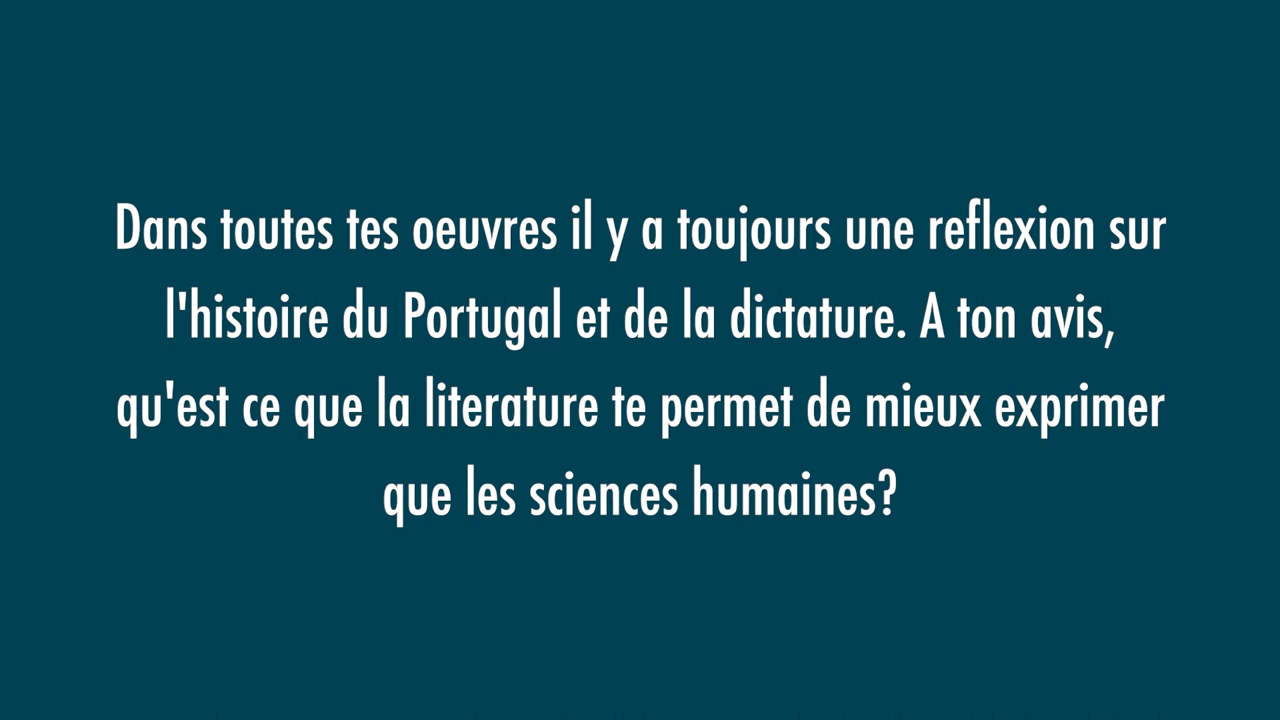 Dans toutes tes oeuvres il y a toujours une reflexion sur
l'histoire du Portugal et de la dictature. A ton avis,
qu'est ce que la literature te permet de mieux exprimer
que les sciences humaines?